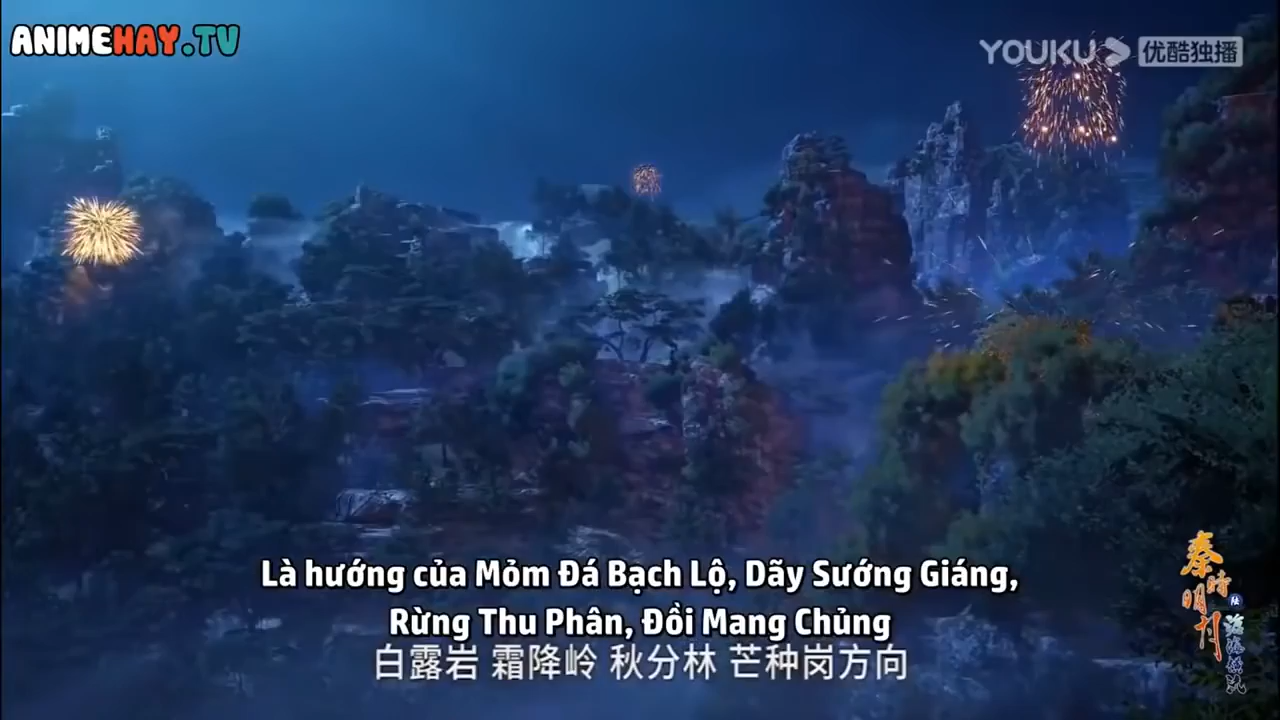 ANIMEHAY.TV
YOUKU 优酷独播
Là hướng của Mỏm Đá Bạch Lộ, Dãy Sướng Giáng,
Rừng Thu Phân, Đồi Mang Chủng
白露岩 霜降岭 秋分林 芒种岗方向
秦時明月